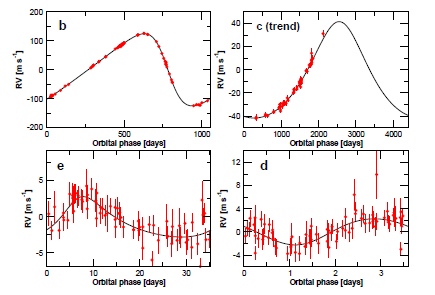 b
c (trend)
200
100
0
-100
-200
RV [m s⁻¹]
0
500
1000
Orbital phase [days]
40
20
0
-20
-40
RV [m s⁻¹]
0
1000
2000
3000
4000
Orbital phase [days]
e
d
5
0
-5
RV [m s⁻¹]
0
10
20
30
Orbital phase [days]
12
8
4
0
-4
RV [m s⁻¹]
0
1
2
3
Orbital phase [days]